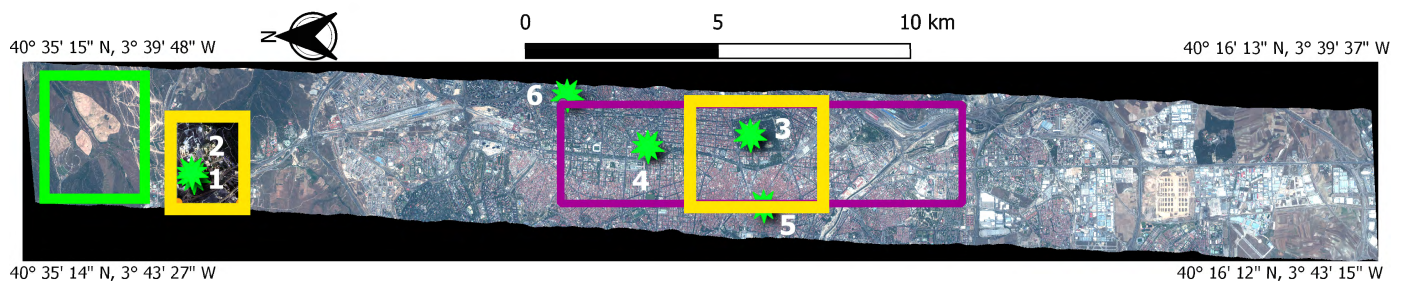 0 5 10 km
N
40° 35' 15" N, 3° 39' 48" W
40° 16' 13" N, 3° 39' 37" W
6
3
2
4
1
5
40° 35' 14" N, 3° 43' 27" W
40° 16' 12" N, 3° 43' 15" W